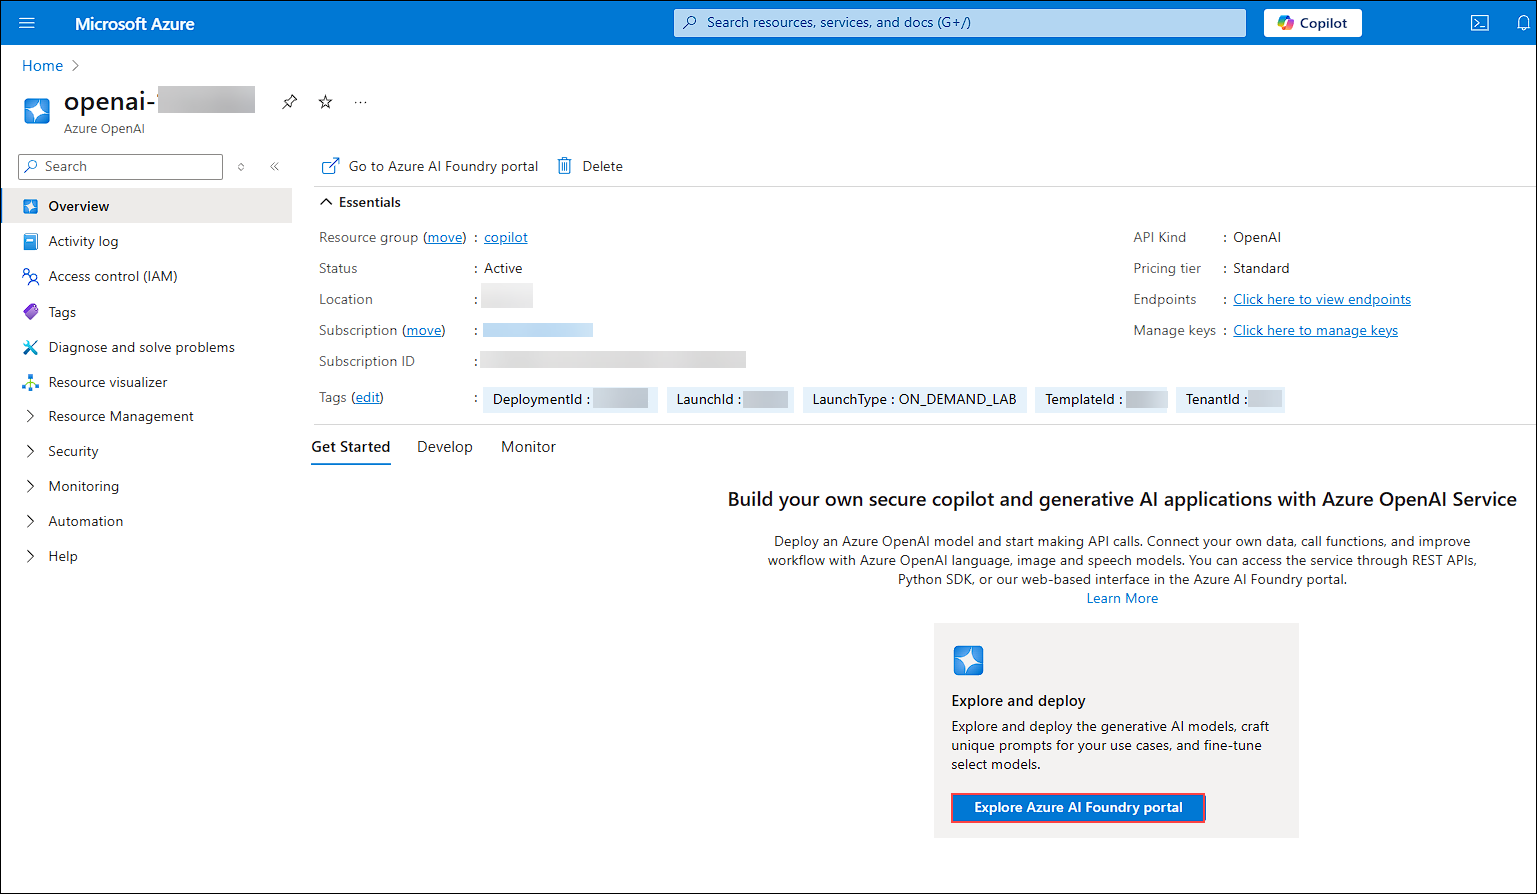 Microsoft Azure
Search resources, services, and docs (G+/)
Copilot
Home
openai-
Azure OpenAI
Search
Go to Azure AI Foundry portal
Delete
Overview
Activity log
Access control (IAM)
Tags
Diagnose and solve problems
Resource visualizer
Resource Management
Security
Monitoring
Automation
Help
Essentials
Resource group (move) : copilot
Status : Active
Location :
Subscription (move) :
Subscription ID :
Tags (edit) : DeploymentId : LaunchId : LaunchType : ON_DEMAND_LAB TemplateId : TenantId :
API Kind : OpenAI
Pricing tier : Standard
Endpoints : Click here to view endpoints
Manage keys : Click here to manage keys
Get Started Develop Monitor
Build your own secure copilot and generative AI applications with Azure OpenAI Service
Deploy an Azure OpenAI model and start making API calls. Connect your own data, call functions, and improve
workflow with Azure OpenAI language, image and speech models. You can access the service through REST APIs,
Python SDK, or our web-based interface in the Azure AI Foundry portal.
Learn More
Explore and deploy
Explore and deploy the generative AI models, craft
unique prompts for your use cases, and fine-tune
select models.
Explore Azure AI Foundry portal